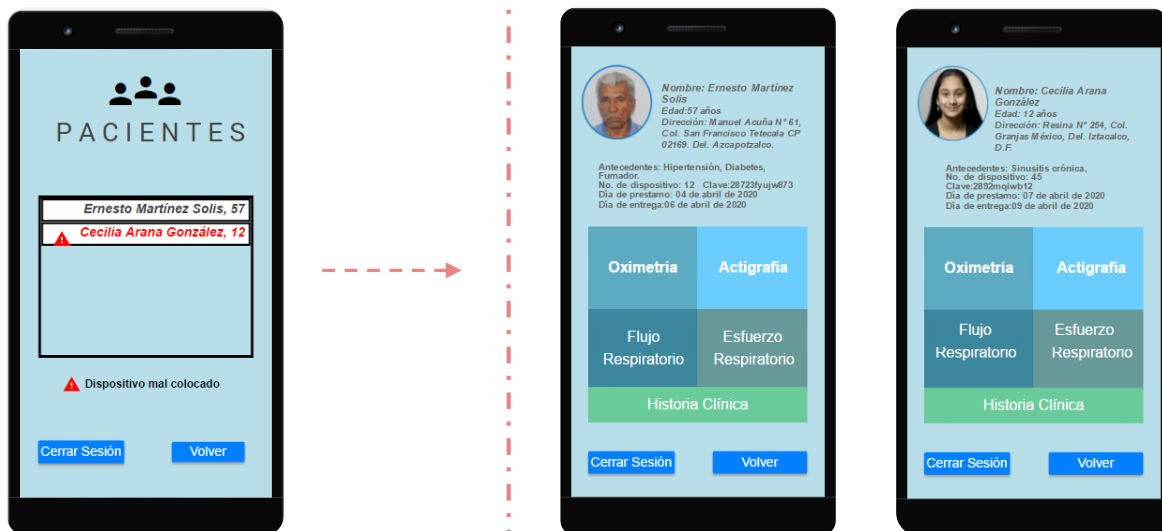 PACIENTES
Ernesto Martínez Solis, 57
Cecilia Arana González, 12
Dispositivo mal colocado
Cerrar Sesión
Volver
Nombre: Ernesto Martínez
Solis
Edad:57 años
Dirección: Manuel Acuña N° 61,
Col. San Francisco Tetecala CP
02169. Del. Azcapotzalco.
Antecedentes: Hipertensión, Diabetes,
Fumador.
No. de dispositivo: 12 Clave:28723fyujw873
Día de prestamo: 04 de abril de 2020
Día de entrega:06 de abril de 2020
Oximetria
Actigrafia
Flujo
Respiratorio
Esfuerzo
Respiratorio
Historia Clínica
Cerrar Sesión
Volver
Nombre: Cecilia Arana
González
Edad: 12 años
Dirección: Resina N° 254, Col.
Granjas México, Del. Iztacalco,
D.F.
Antecedentes: Sinusitis crónica,
No. de dispositivo: 45
Clave:2892mqiwb12
Día de prestamo: 07 de abril de 2020
Día de entrega:09 de abril de 2020
Oximetria
Actigrafia
Flujo
Respiratorio
Esfuerzo
Respiratorio
Historia Clínica
Cerrar Sesión
Volver